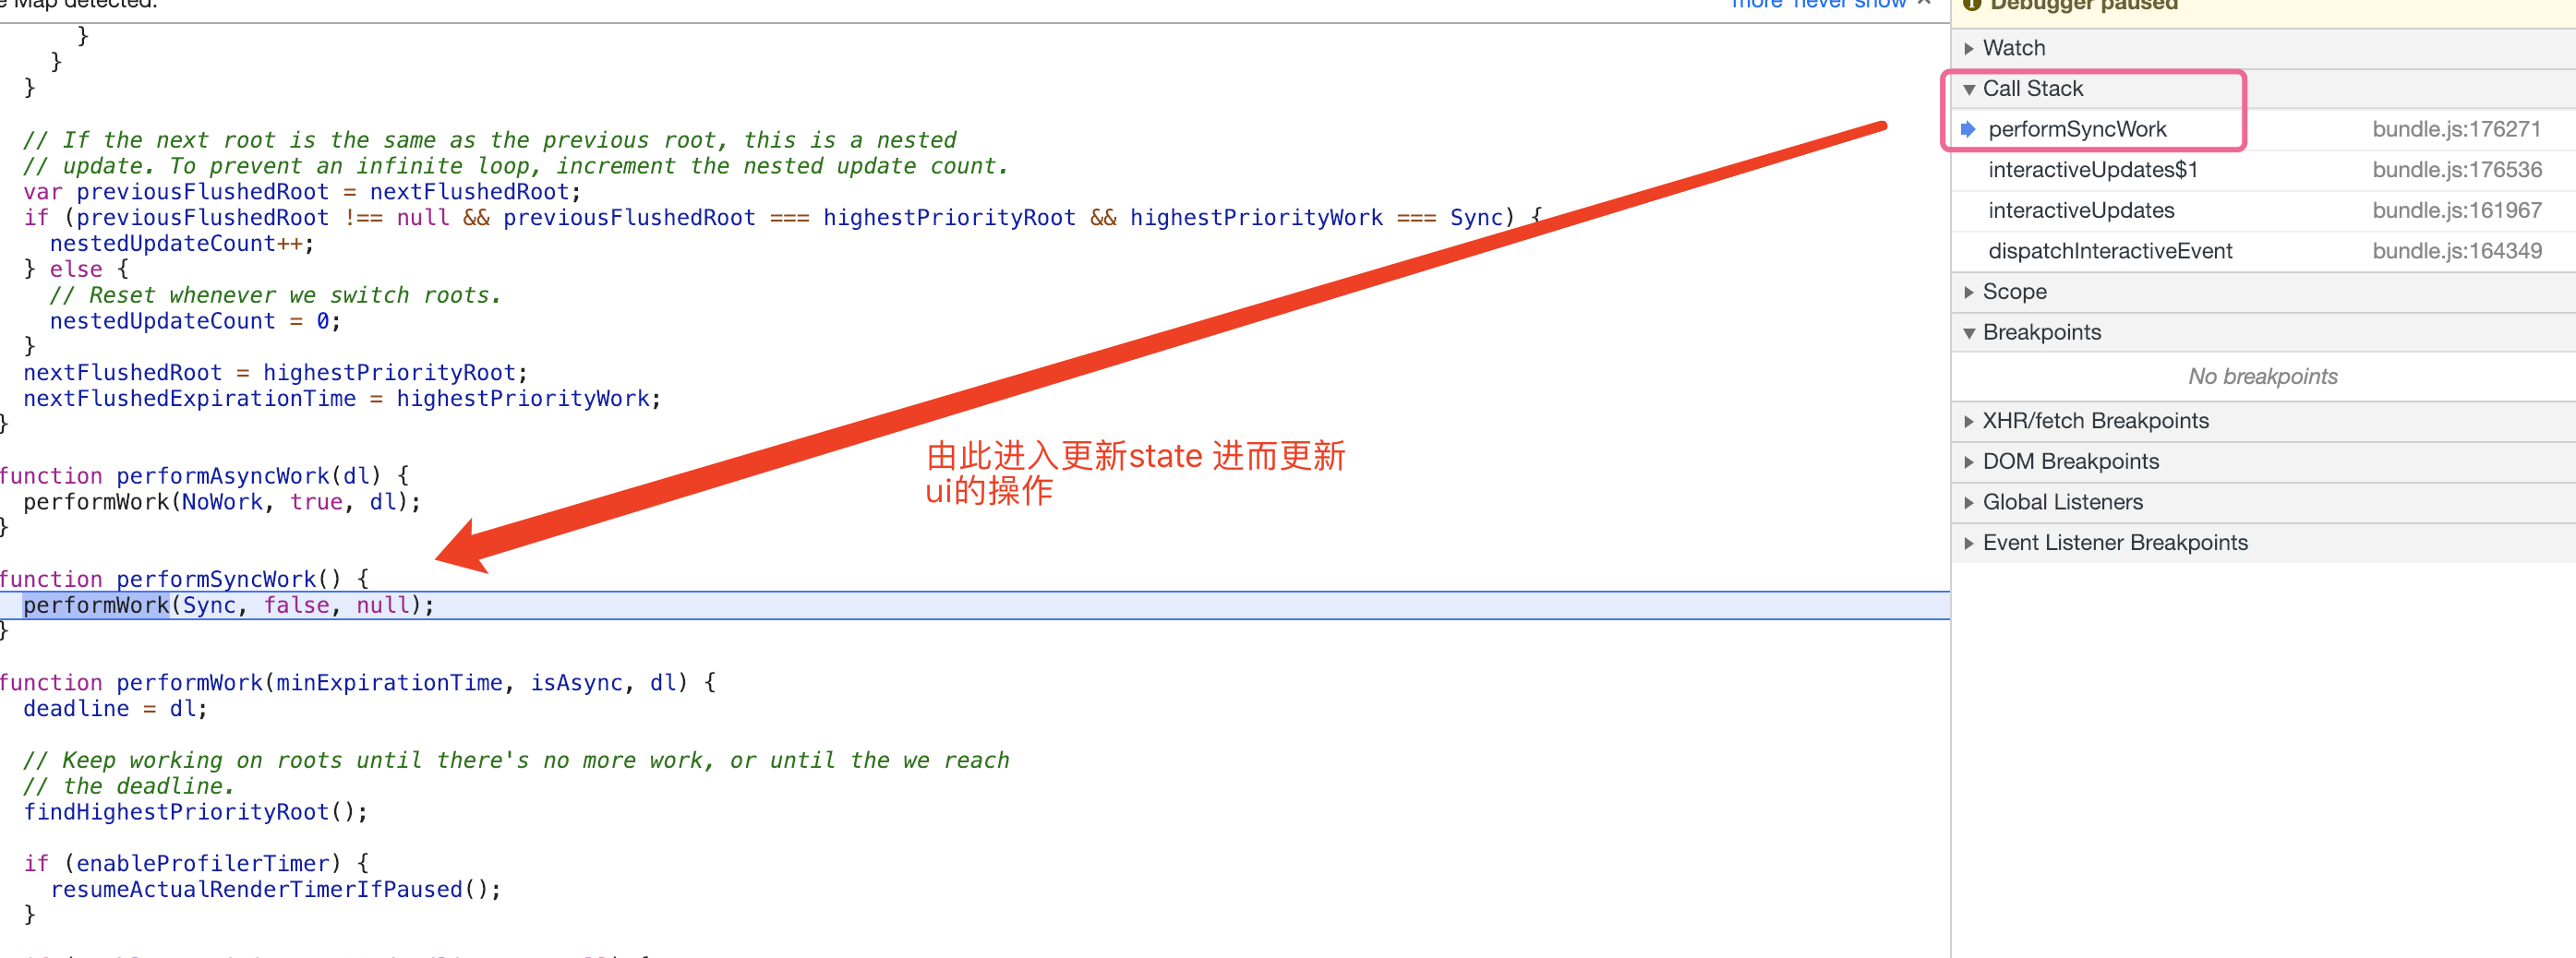 e Map detected.
more never show
}
}
}
// If the next root is the same as the previous root, this is a nested
// update. To prevent an infinite loop, increment the nested update count.
var previousFlushedRoot = nextFlushedRoot;
if (previousFlushedRoot !== null && previousFlushedRoot === highestPriorityRoot && highestPriorityWork === Sync) {
nestedUpdateCount++;
} else {
// Reset whenever we switch roots.
nestedUpdateCount = 0;
}
nextFlushedRoot = highestPriorityRoot;
nextFlushedExpirationTime = highestPriorityWork;
}
function performAsyncWork(dl) {
performWork(NoWork, true, dl);
}
function performSyncWork() {
performWork(Sync, false, null);
}
function performWork(minExpirationTime, isAsync, dl) {
deadline = dl;
// Keep working on roots until there's no more work, or until the we reach
// the deadline.
findHighestPriorityRoot();
if (enableProfilerTimer) {
resumeActualRenderTimerIfPaused();
}
由此进入更新state 进而更新
ui的操作
Debugger paused
Watch
Call Stack
performSyncWork bundle.js:176271
interactiveUpdates$1 bundle.js:176536
interactiveUpdates bundle.js:161967
dispatchInteractiveEvent bundle.js:164349
Scope
Breakpoints
No breakpoints
XHR/fetch Breakpoints
DOM Breakpoints
Global Listeners
Event Listener Breakpoints